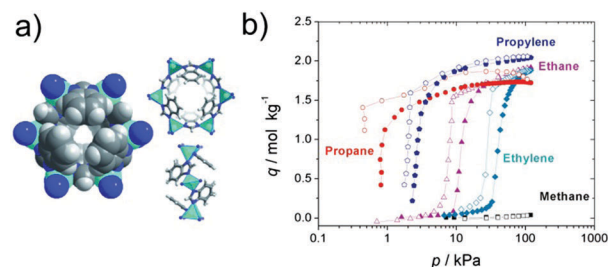 a)
b)
2.5
2.0
1.5
1.0
0.5
0.0
q / mol kg⁻¹
Propylene
Ethane
Propane
Ethylene
Methane
0.1
1
10
100
1000
p / kPa